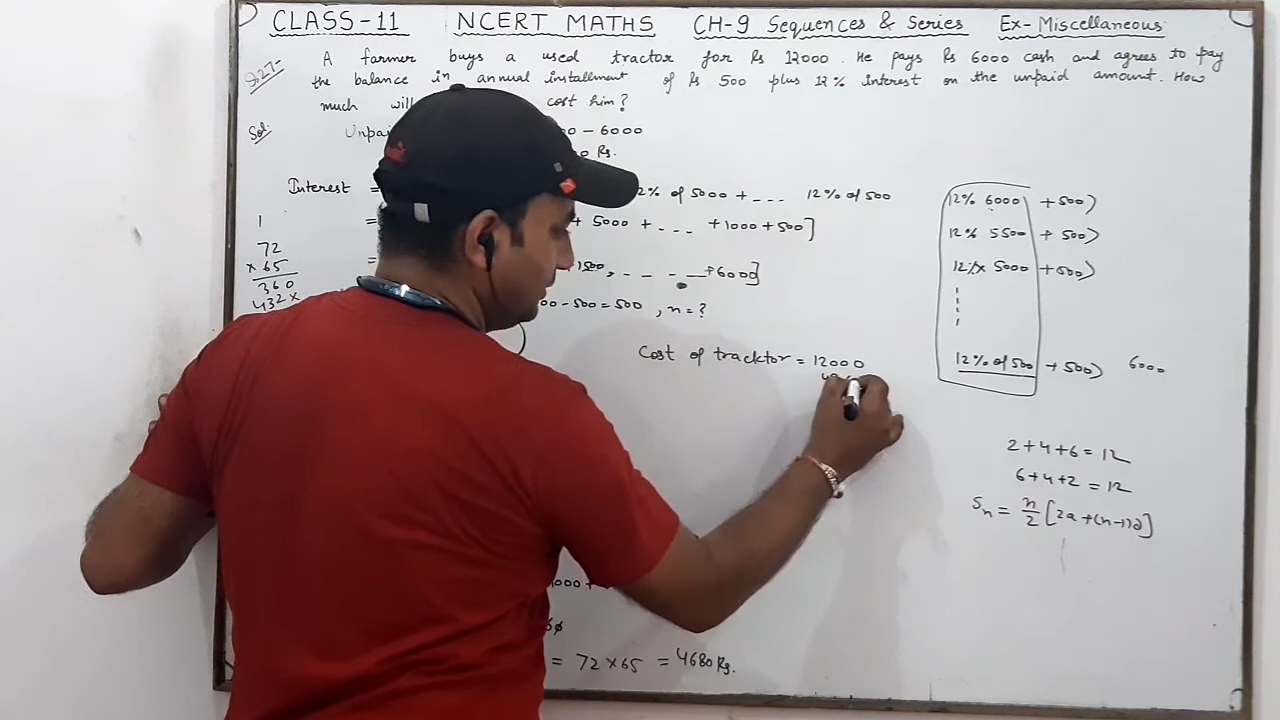 CLASS-11 NCERT MATHS CH-9 Sequences & Series Ex- Miscellaneous
Q.27- A farmer buys a used tractor for Rs 12000. He pays Rs 6000 cash and agrees to pay
the balance in annual installment of Rs 500 plus 12% interest on the unpaid amount. How
much will cost him?
Sol:
- 6000
Rs.
Interest = 2% of 5000 + - - - 12% of 500
= + 5000 + - - - +1000+500]
= 1500, - - - - +6000]
00-500=500 , n=?
1
72
×65
360
432×
Cost of tracktor = 12000
12% 6000 +500)
12% 5500 + 500)
12%× 5000 +500)
12% of 500 + 500) 6000
2+4+6=12
6+4+2=12
Sn = n/2 [2a+(n-1)d]
000 +
= 72×65 = 4680 Rs.